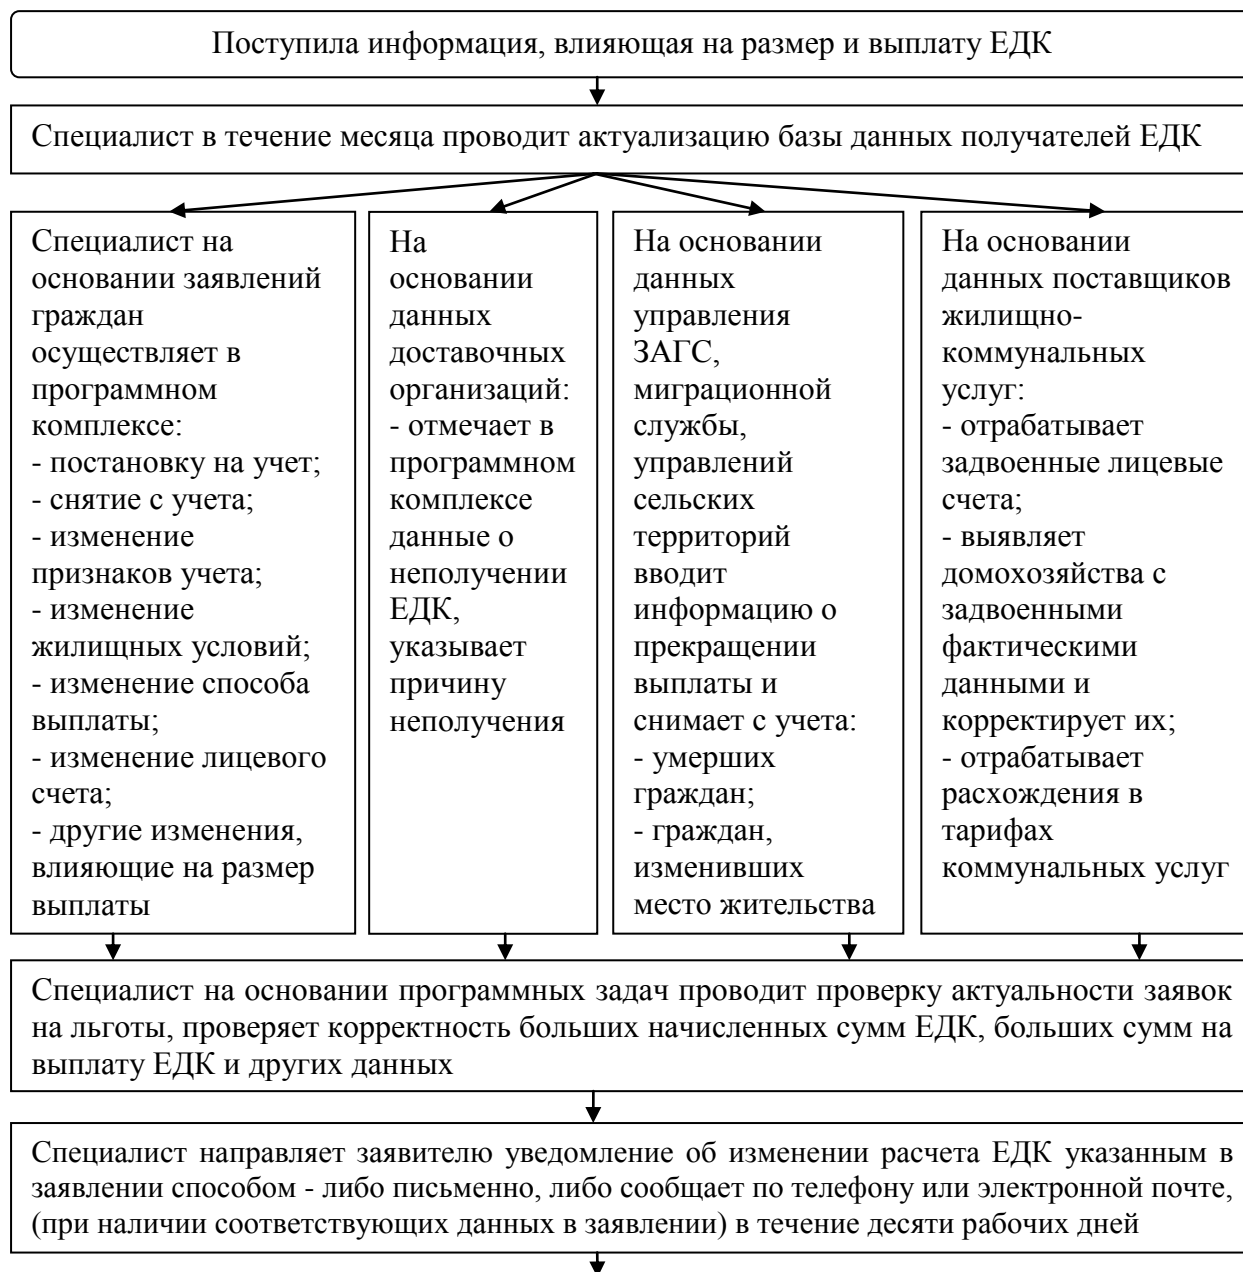 Поступила информация, влияющая на размер и выплату ЕДК
Специалист в течение месяца проводит актуализацию базы данных получателей ЕДК
Специалист на
основании заявлений
граждан
осуществляет в
программном
комплексе:
- постановку на учет;
- снятие с учета;
- изменение
признаков учета;
- изменение
жилищных условий;
- изменение способа
выплаты;
- изменение лицевого
счета;
- другие изменения,
влияющие на размер
выплаты
На
основании
данных
доставочных
организаций:
- отмечает в
программном
комплексе
данные о
неполучении
ЕДК,
указывает
причину
неполучения
На основании
данных
управления
ЗАГС,
миграционной
службы,
управлений
сельских
территорий
вводит
информацию о
прекращении
выплаты и
снимает с учета:
- умерших
граждан;
- граждан,
изменивших
место жительства
На основании
данных поставщиков
жилищно-
коммунальных
услуг:
- отрабатывает
задвоенные лицевые
счета;
- выявляет
домохозяйства с
задвоенными
фактическими
данными и
корректирует их;
- отрабатывает
расхождения в
тарифах
коммунальных услуг
Специалист на основании программных задач проводит проверку актуальности заявок
на льготы, проверяет корректность больших начисленных сумм ЕДК, больших сумм на
выплату ЕДК и других данных
Специалист направляет заявителю уведомление об изменении расчета ЕДК указанным в
заявлении способом - либо письменно, либо сообщает по телефону или электронной почте,
(при наличии соответствующих данных в заявлении) в течение десяти рабочих дней